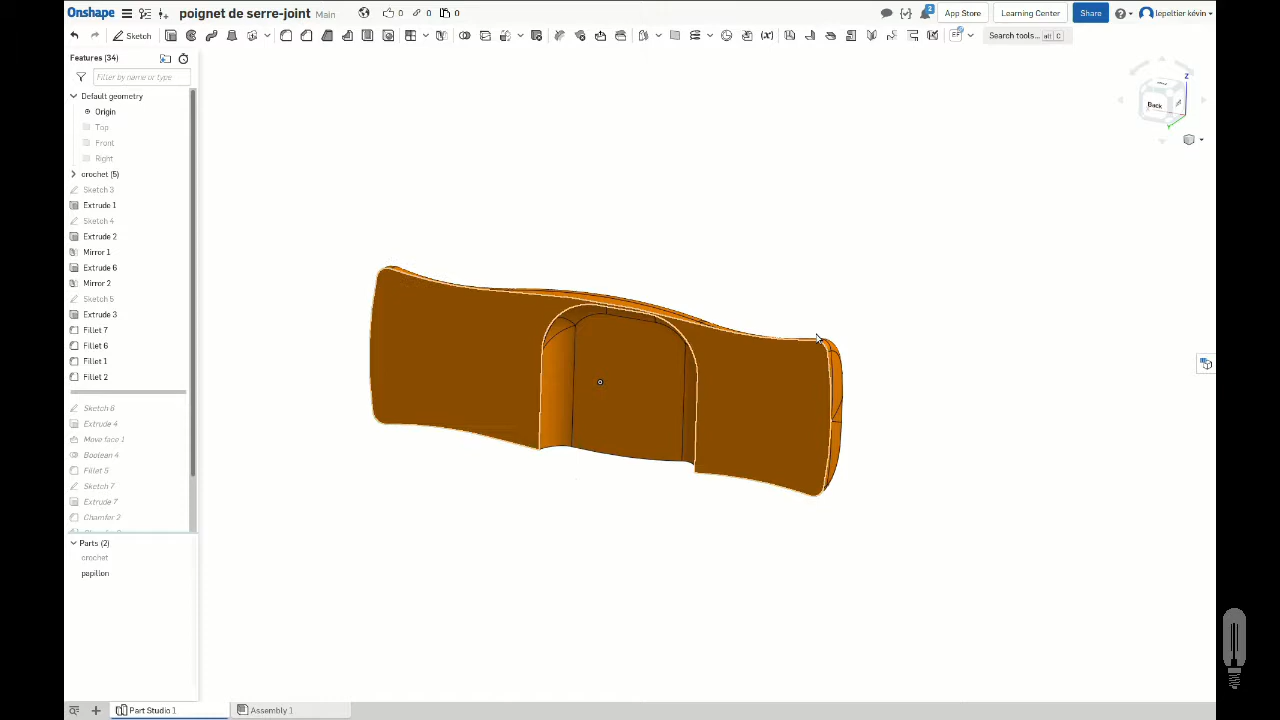 Onshape poignet de serre-joint Main 0 0 0 2 App Store Learning Center Share lepeltier kévin
Sketch Search tools... alt C
Features (34)
Filter by name or type
Default geometry
Origin
Top
Front
Right
crochet (5)
Sketch 3
Extrude 1
Sketch 4
Extrude 2
Mirror 1
Extrude 6
Mirror 2
Sketch 5
Extrude 3
Fillet 7
Fillet 6
Fillet 1
Fillet 2
Sketch 6
Extrude 4
Move face 1
Boolean 4
Fillet 5
Sketch 7
Extrude 7
Chamfer 2
Parts (2)
crochet
papillon
Z
Back
Y
Part Studio 1 Assembly 1